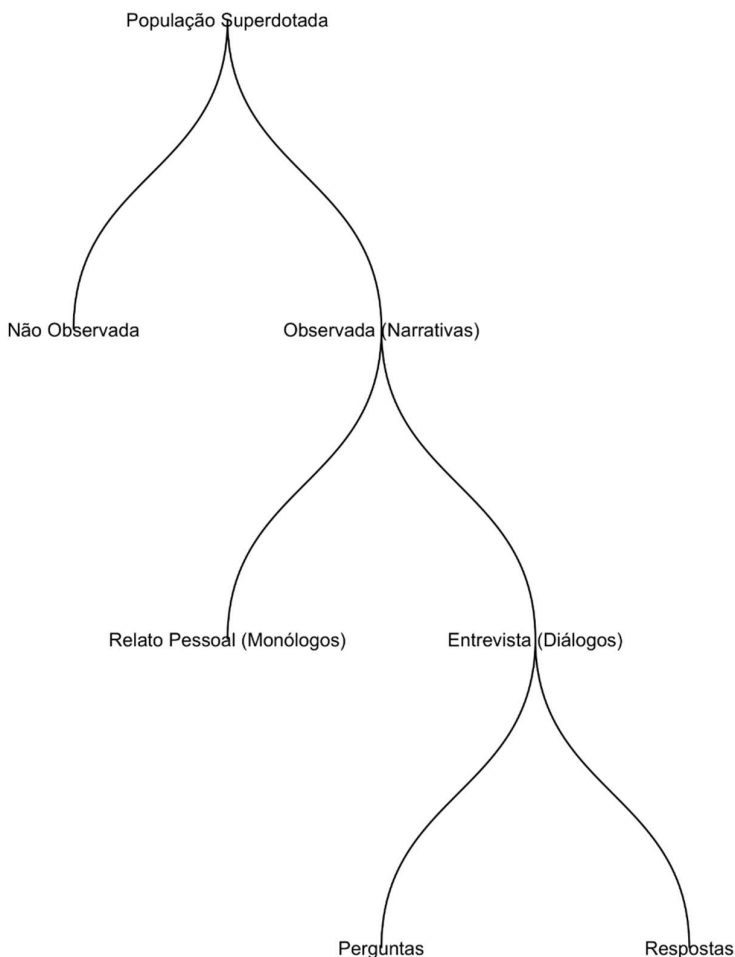 População Superdotada
Não Observada
Observada (Narrativas)
Relato Pessoal (Monólogos)
Entrevista (Diálogos)
Perguntas
Respostas